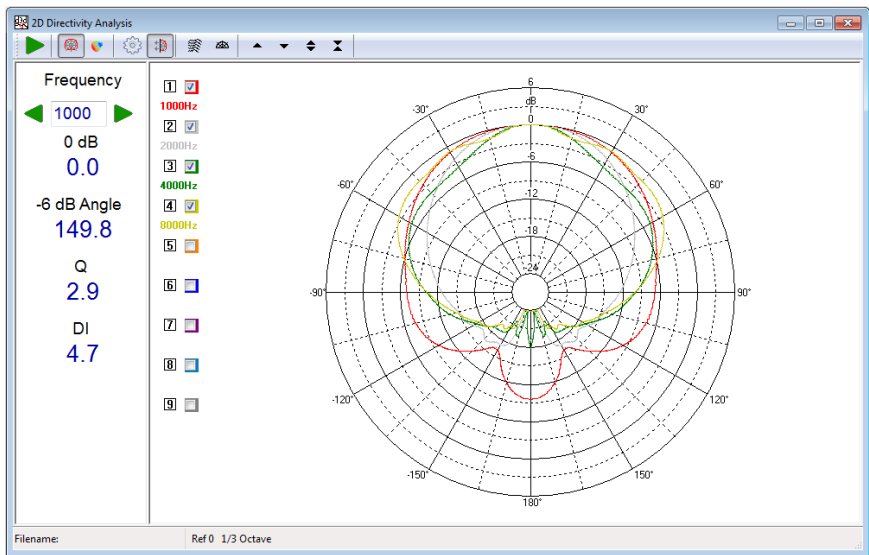 2D Directivity Analysis
Frequency
1000
0 dB
0.0
-6 dB Angle
149.8
Q
2.9
DI
4.7
1
1000Hz
2
2000Hz
3
4000Hz
4
8000Hz
5
6
7
8
9
6
dB
0
-6
-12
-18
-24
-30°
30°
-60°
60°
-90°
90°
-120°
120°
-150°
150°
180°
Filename:
Ref 0 1/3 Octave